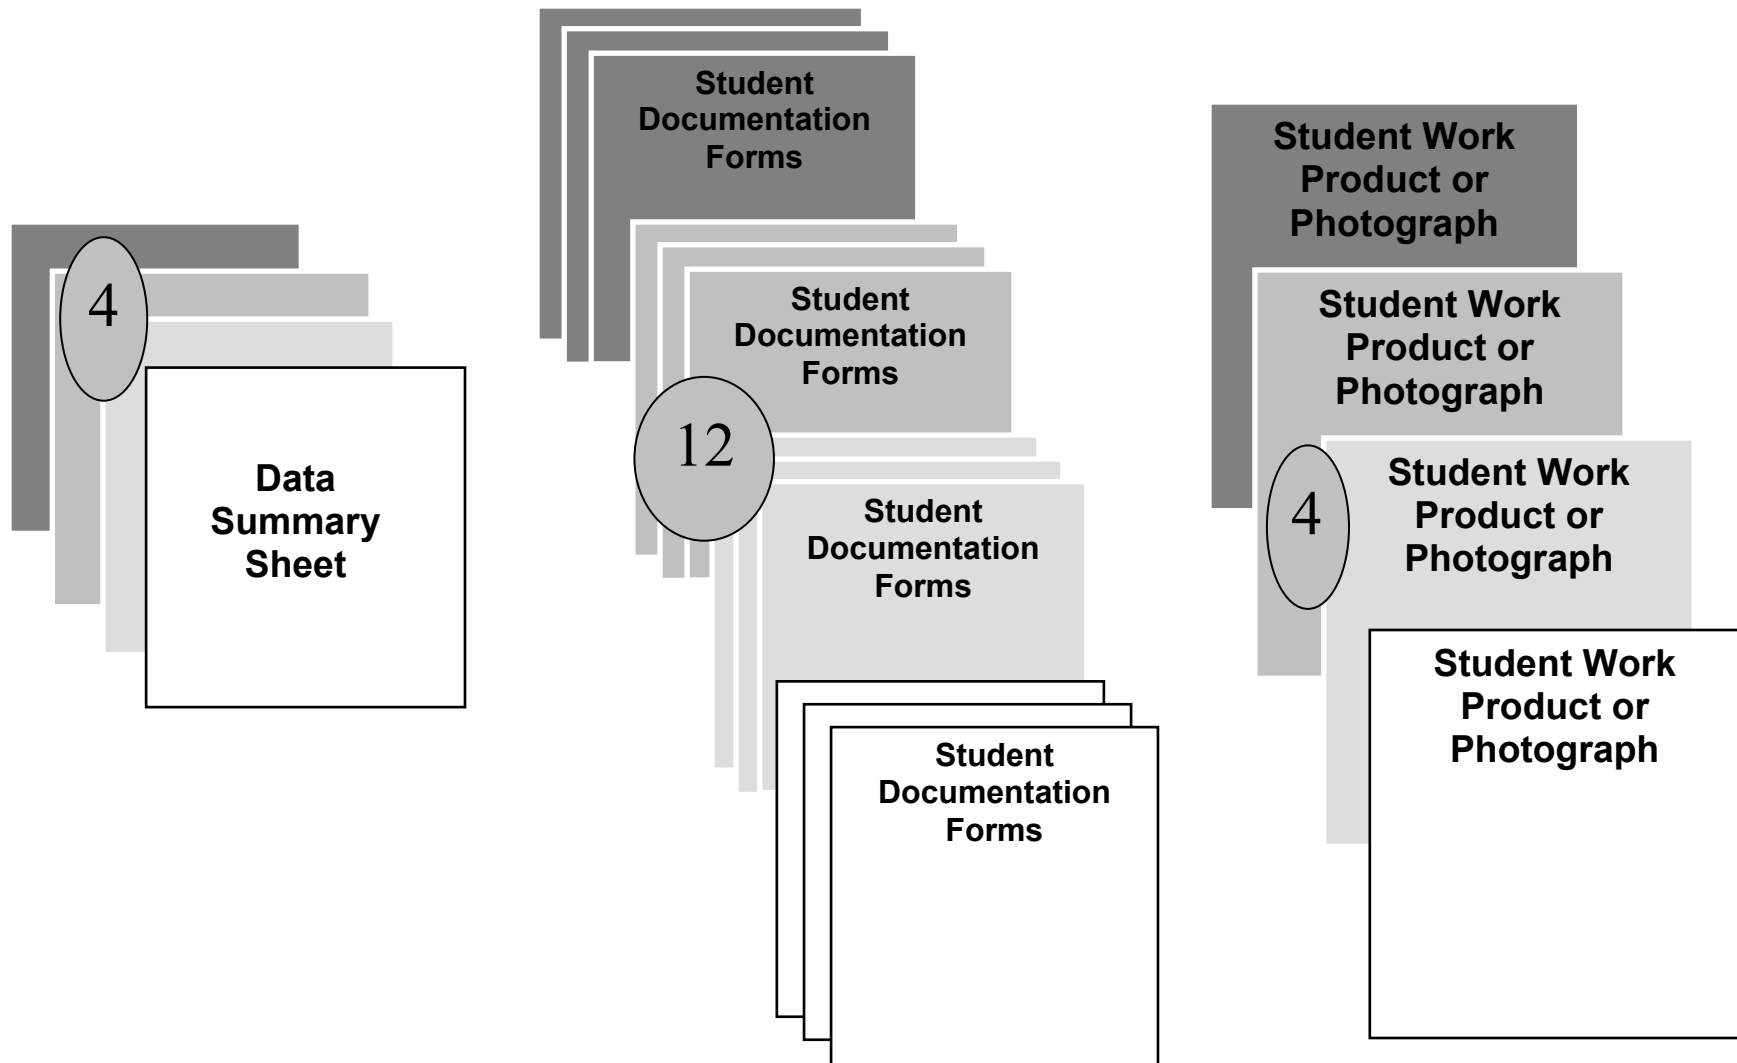 4
Data
Summary
Sheet
Student
Documentation
Forms
Student
Documentation
Forms
12
Student
Documentation
Forms
Student
Documentation
Forms
Student Work
Product or
Photograph
Student Work
Product or
Photograph
4
Student Work
Product or
Photograph
Student Work
Product or
Photograph